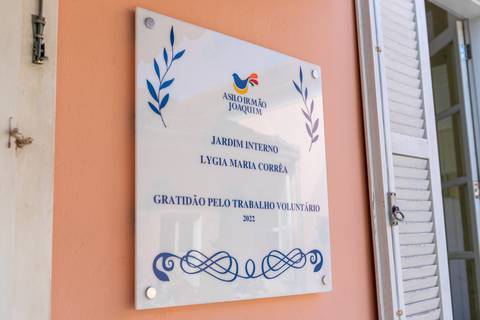 ASILO IRMÃO
JOAQUIM
JARDIM INTERNO
LYGIA MARIA CORRÊA
GRATIDÃO PELO TRABALHO VOLUNTÁRIO
2022